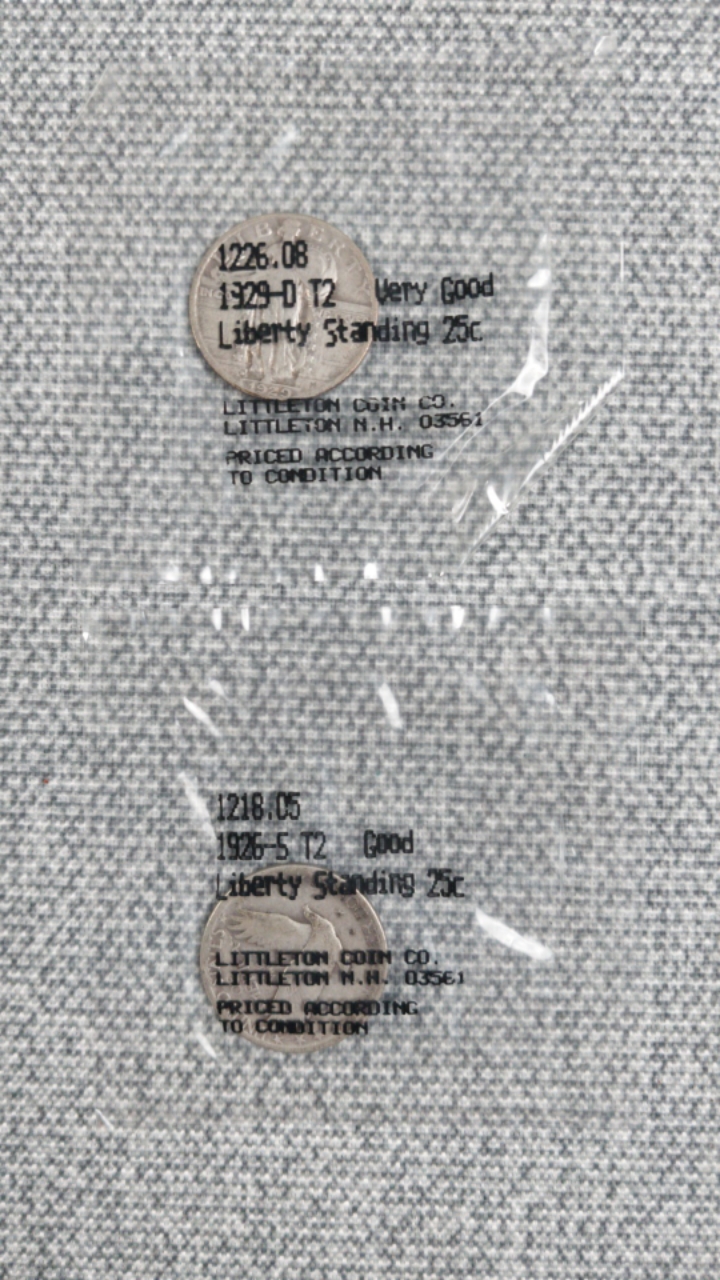 1226.08
1929-D T2 Very Good
Liberty Standing 25c
LITTLETON COIN CO.
LITTLETON N.H. 03561
PRICED ACCORDING
TO CONDITION
1218.05
1926-S T2 Good
Liberty Standing 25c
LITTLETON COIN CO.
LITTLETON N.H. 03561
PRICED ACCORDING
TO CONDITION